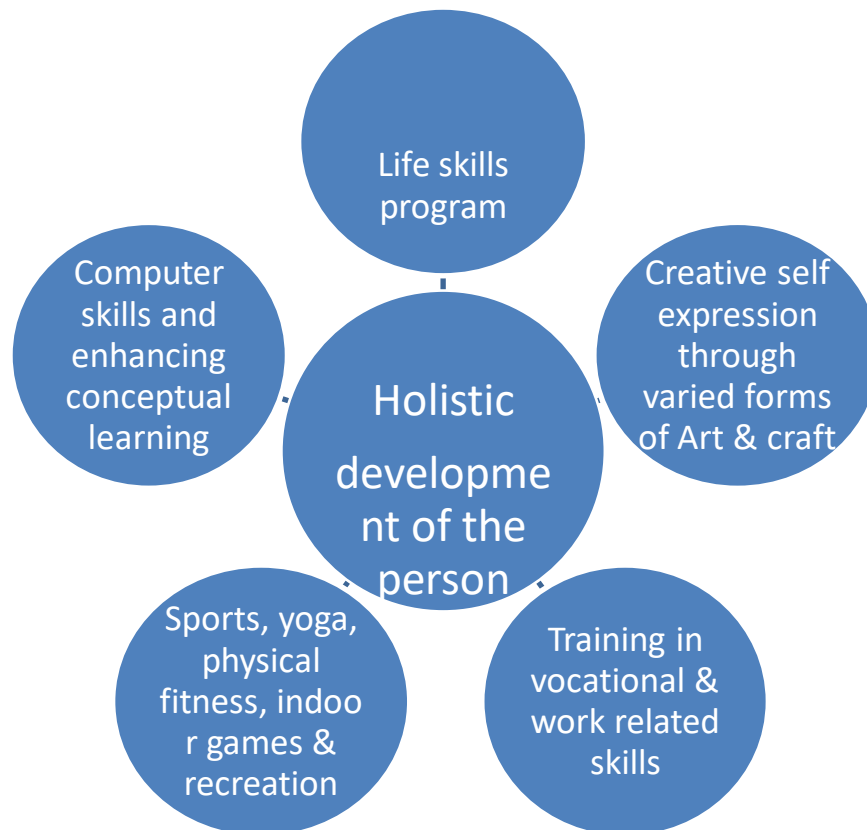 Life skills
program
Computer
skills and
enhancing
conceptual
learning
Creative self
expression
through
varied forms
of Art & craft
Holistic
developme
nt of the
person
Sports, yoga,
physical
fitness, indoo
r games &
recreation
Training in
vocational &
work related
skills